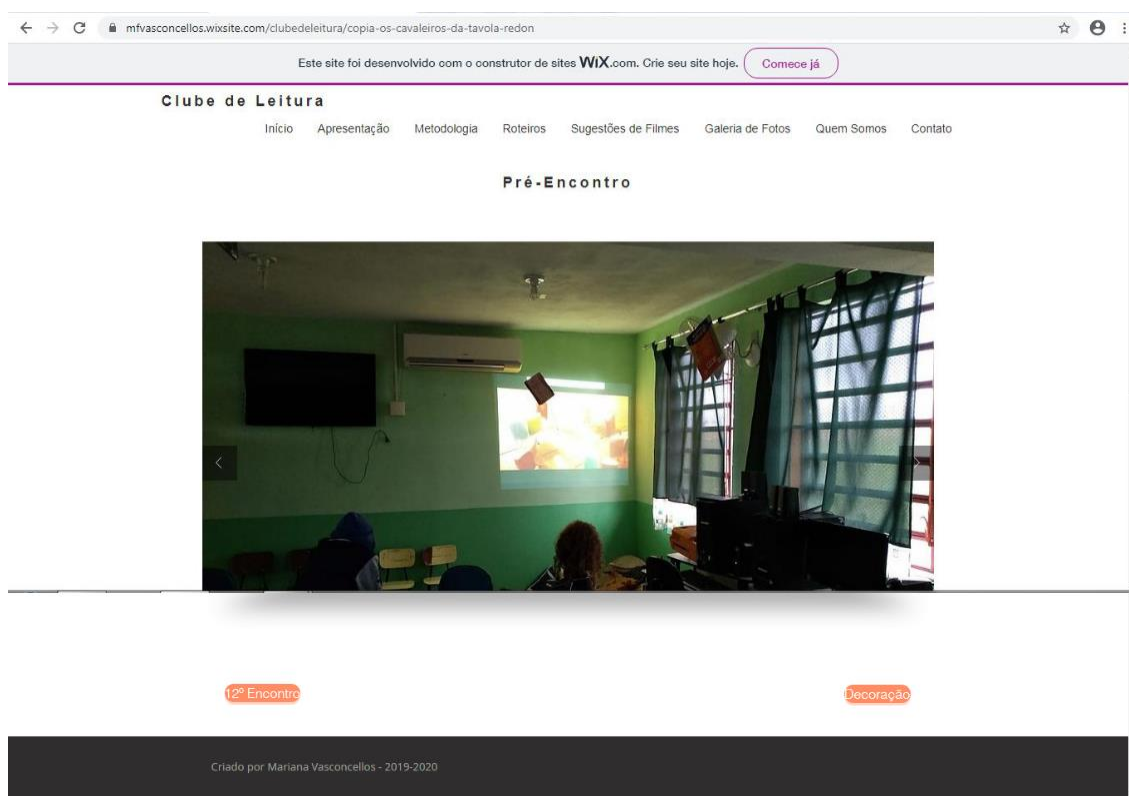 mfvasconcellos.wixsite.com/clubedeleitura/copia-os-cavaleiros-da-tavola-redon
Este site foi desenvolvido com o construtor de sites WiX.com. Crie seu site hoje. Comece já
Clube de Leitura
Início Apresentação Metodologia Roteiros Sugestões de Filmes Galeria de Fotos Quem Somos Contato
Pré-Encontro
12º Encontro Decoração
Criado por Mariana Vasconcellos - 2019-2020